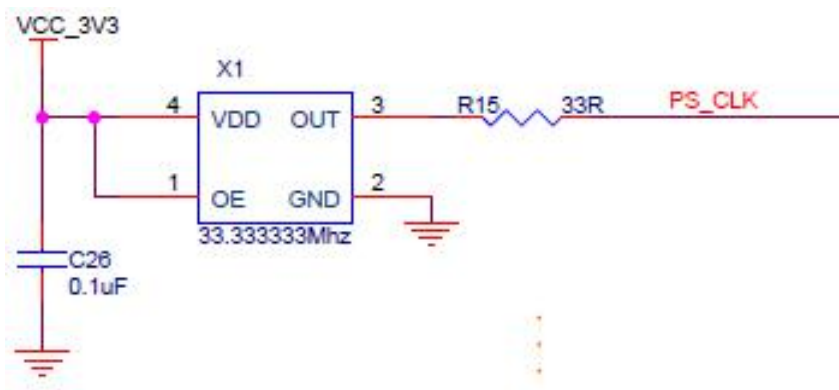 VCC_3V3
X1
4 VDD OUT 3 R15 33R PS_CLK
1 OE GND 2
33.333333Mhz
C26
0.1uF